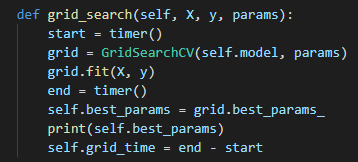 def grid_search(self, X, y, params):
    start = timer()
    grid = GridSearchCV(self.model, params)
    grid.fit(X, y)
    end = timer()
    self.best_params = grid.best_params_
    print(self.best_params)
    self.grid_time = end - start